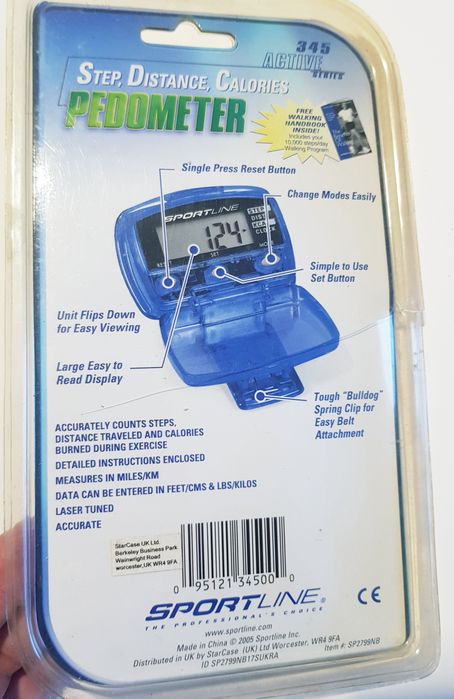 345
ACTIVE
SERIES
STEP, DISTANCE, CALORIES
PEDOMETER
FREE
WALKING
HANDBOOK
INSIDE!
Includes your
10,000 steps/day
Walking Program
Single Press Reset Button
Change Modes Easily
SPORTLINE
STEP
DIST
KCAL
CLOCK
124
SET
MODE
Simple to Use
Set Button
Unit Flips Down
for Easy Viewing
Large Easy to
Read Display
Tough "Bulldog"
Spring Clip for
Easy Belt
Attachment
ACCURATELY COUNTS STEPS,
DISTANCE TRAVELED AND CALORIES
BURNED DURING EXERCISE
DETAILED INSTRUCTIONS ENCLOSED
MEASURES IN MILES/KM
DATA CAN BE ENTERED IN FEET/CMS & LBS/KILOS
LASER TUNED
ACCURATE
StarCase UK Ltd.
Berkeley Business Park
Wainwright Road
worcester,UK WR4 9FA
0 95121 34500 0
SPORTLINE®
THE PROFESSIONAL'S CHOICE
CE
www.sportline.com
Made in China © 2005 Sportline Inc.
Distributed in UK by StarCase (UK) Ltd Worcester, WR4 9FA
ID SP2799NB17SUKRA
Item #: SP2799NB